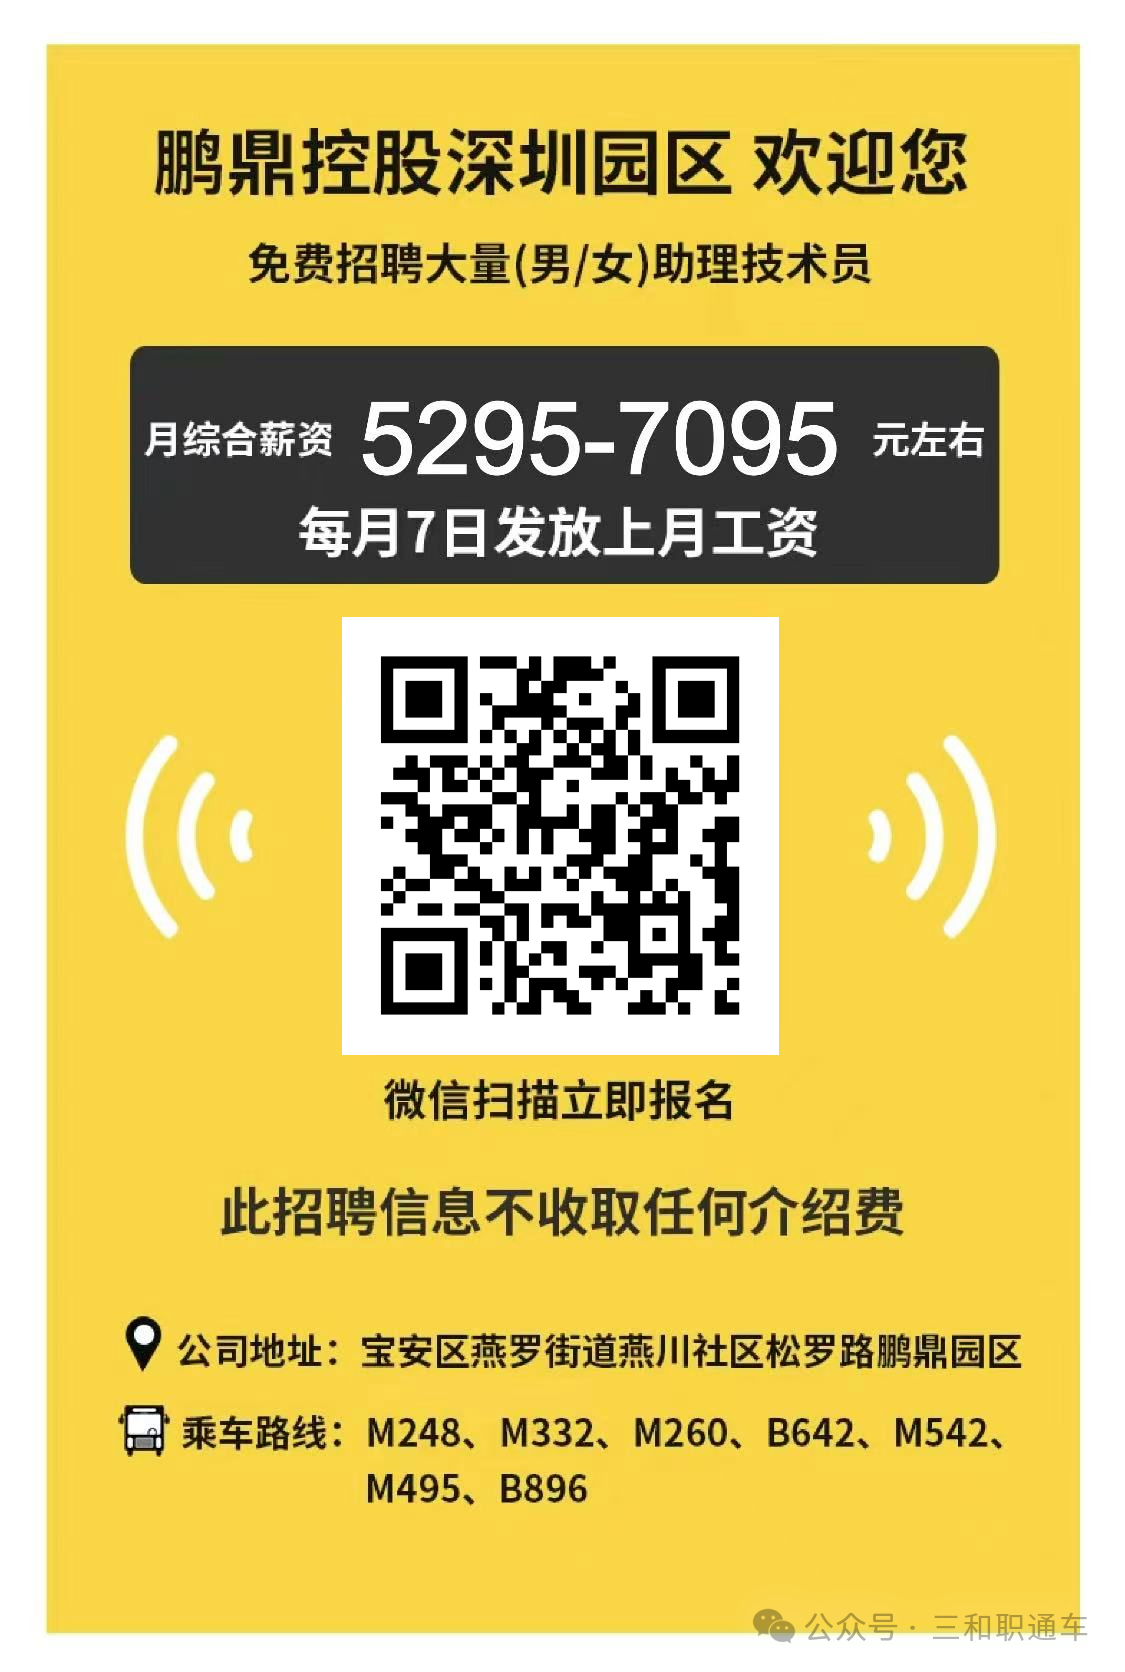 鹏鼎控股深圳园区 欢迎您
免费招聘大量(男/女)助理技术员
月综合薪资 5295-7095 元左右
每月7日发放上月工资
微信扫描立即报名
此招聘信息不收取任何介绍费
公司地址：宝安区燕罗街道燕川社区松罗路鹏鼎园区
乘车路线：M248、M332、M260、B642、M542、
M495、B896
公众号·三和职通车